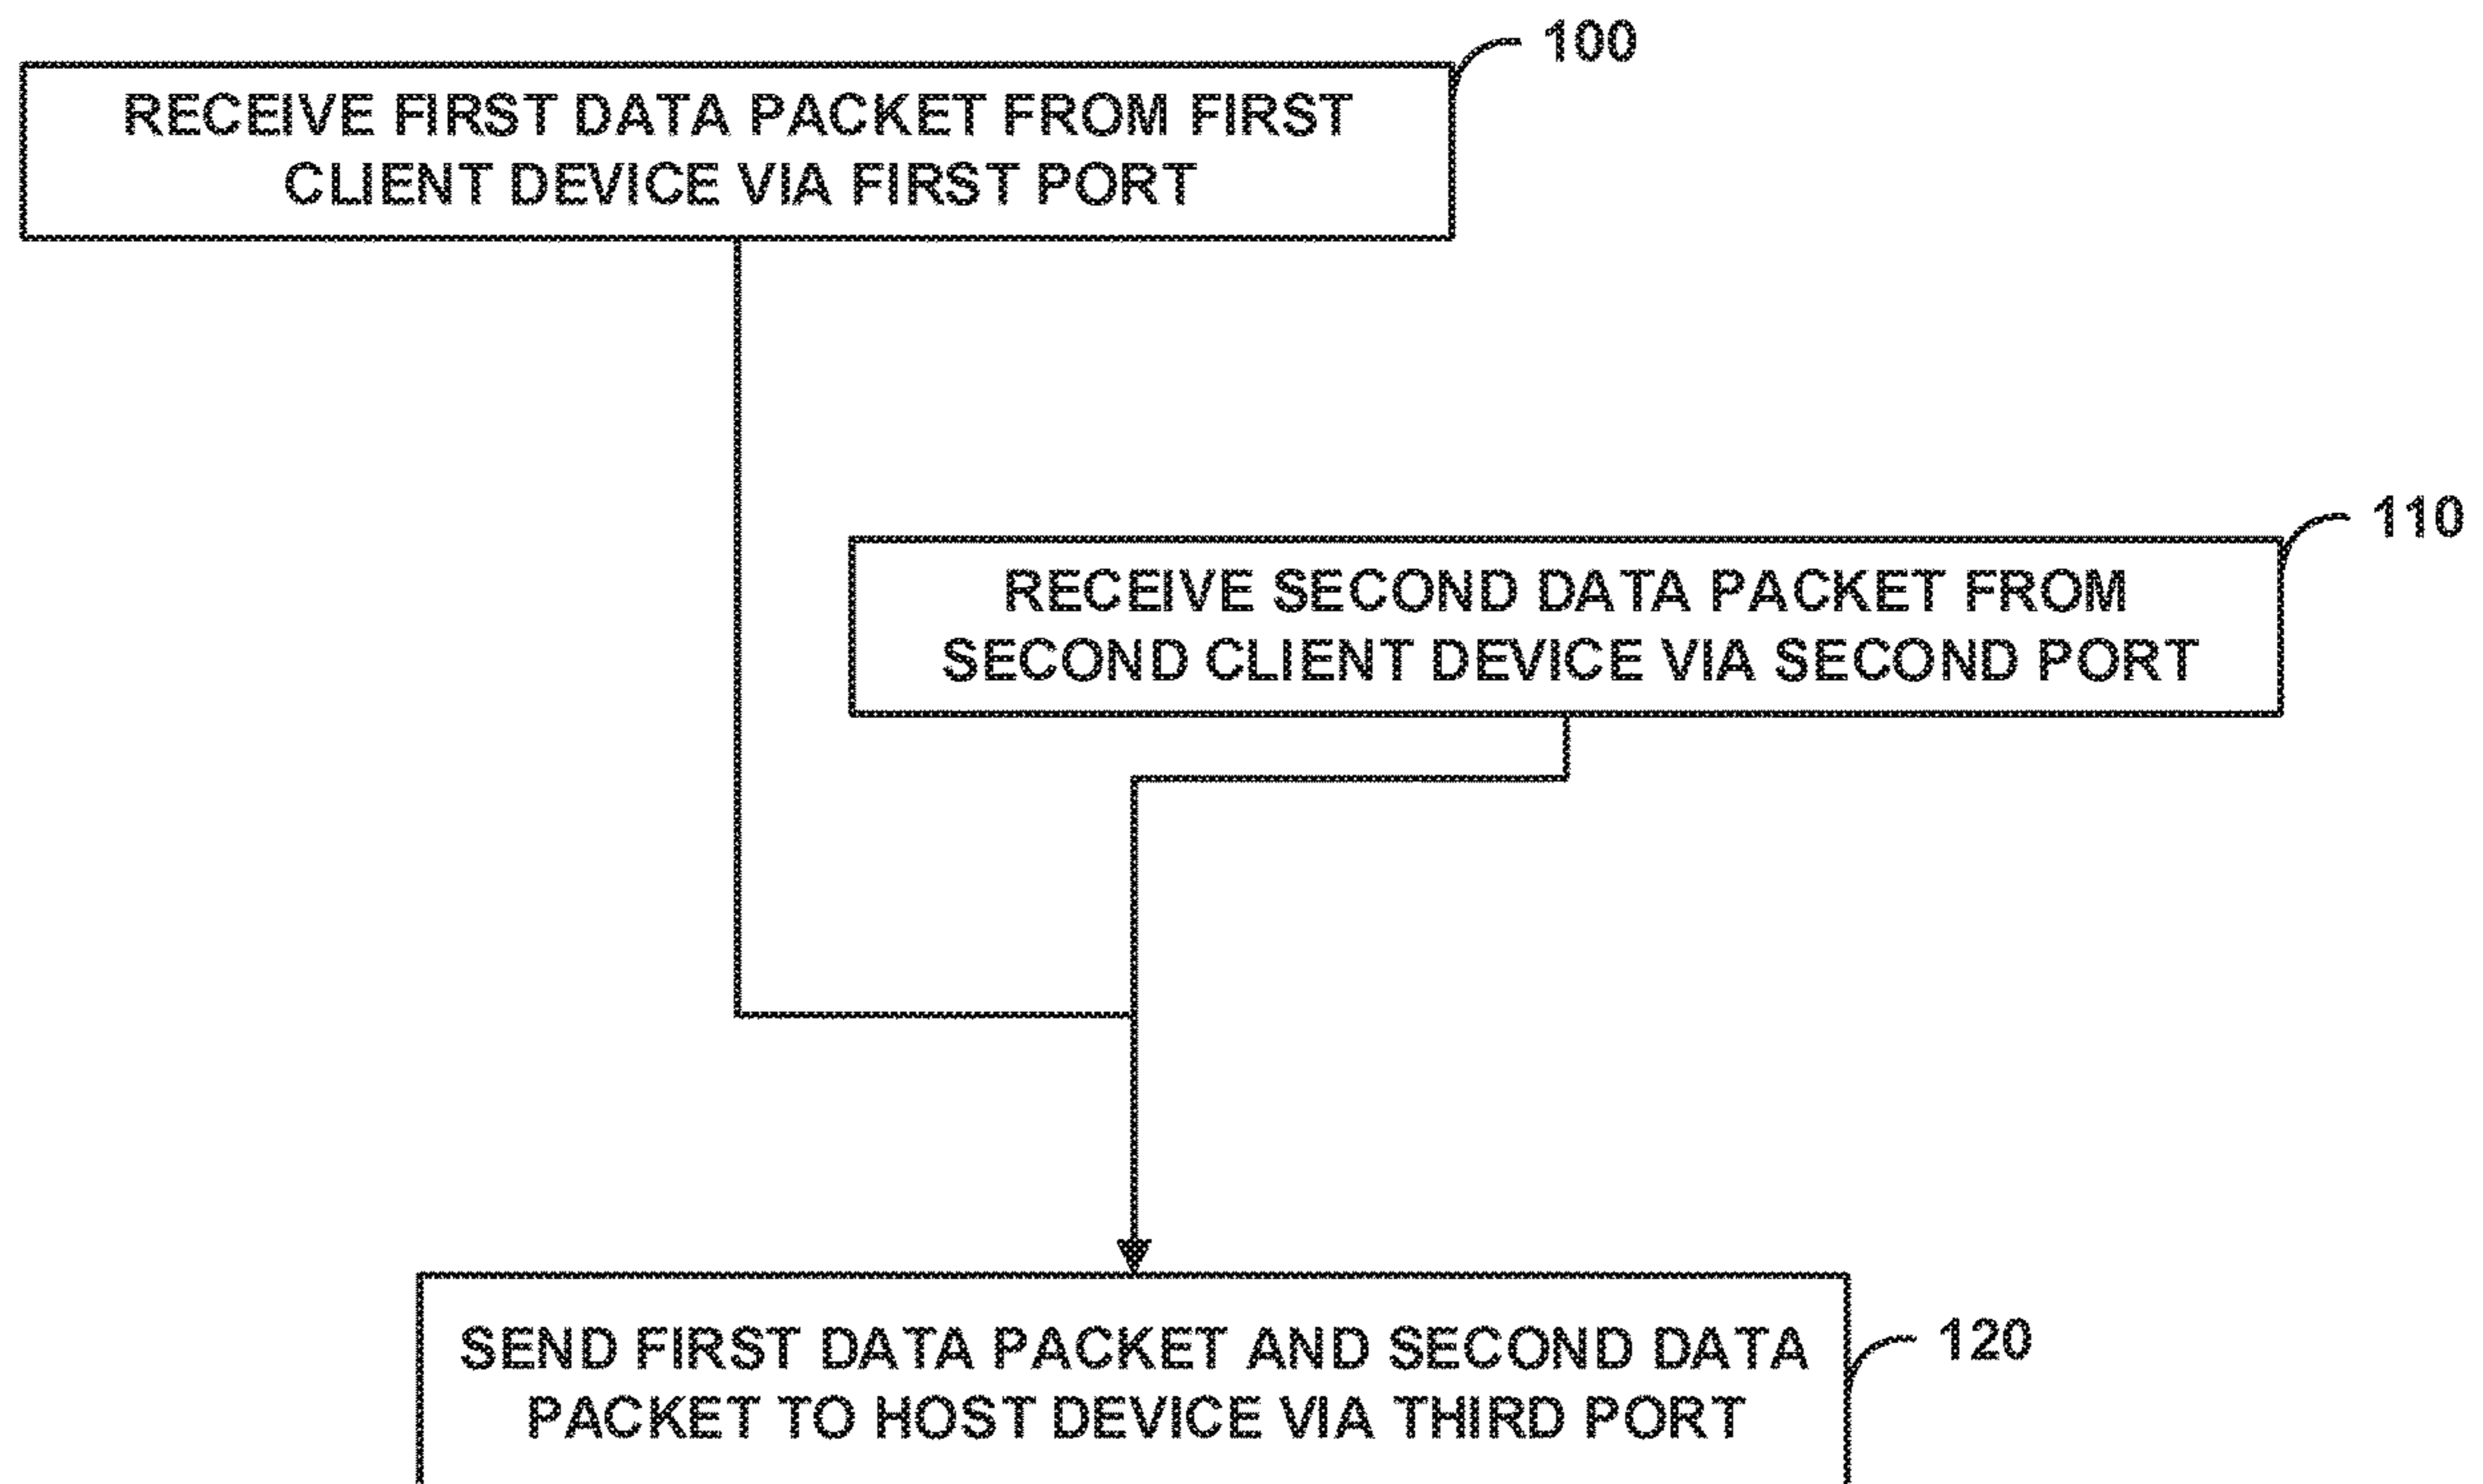 100
RECEIVE FIRST DATA PACKET FROM FIRST
CLIENT DEVICE VIA FIRST PORT
110
RECEIVE SECOND DATA PACKET FROM
SECOND CLIENT DEVICE VIA SECOND PORT
SEND FIRST DATA PACKET AND SECOND DATA
PACKET TO HOST DEVICE VIA THIRD PORT
120